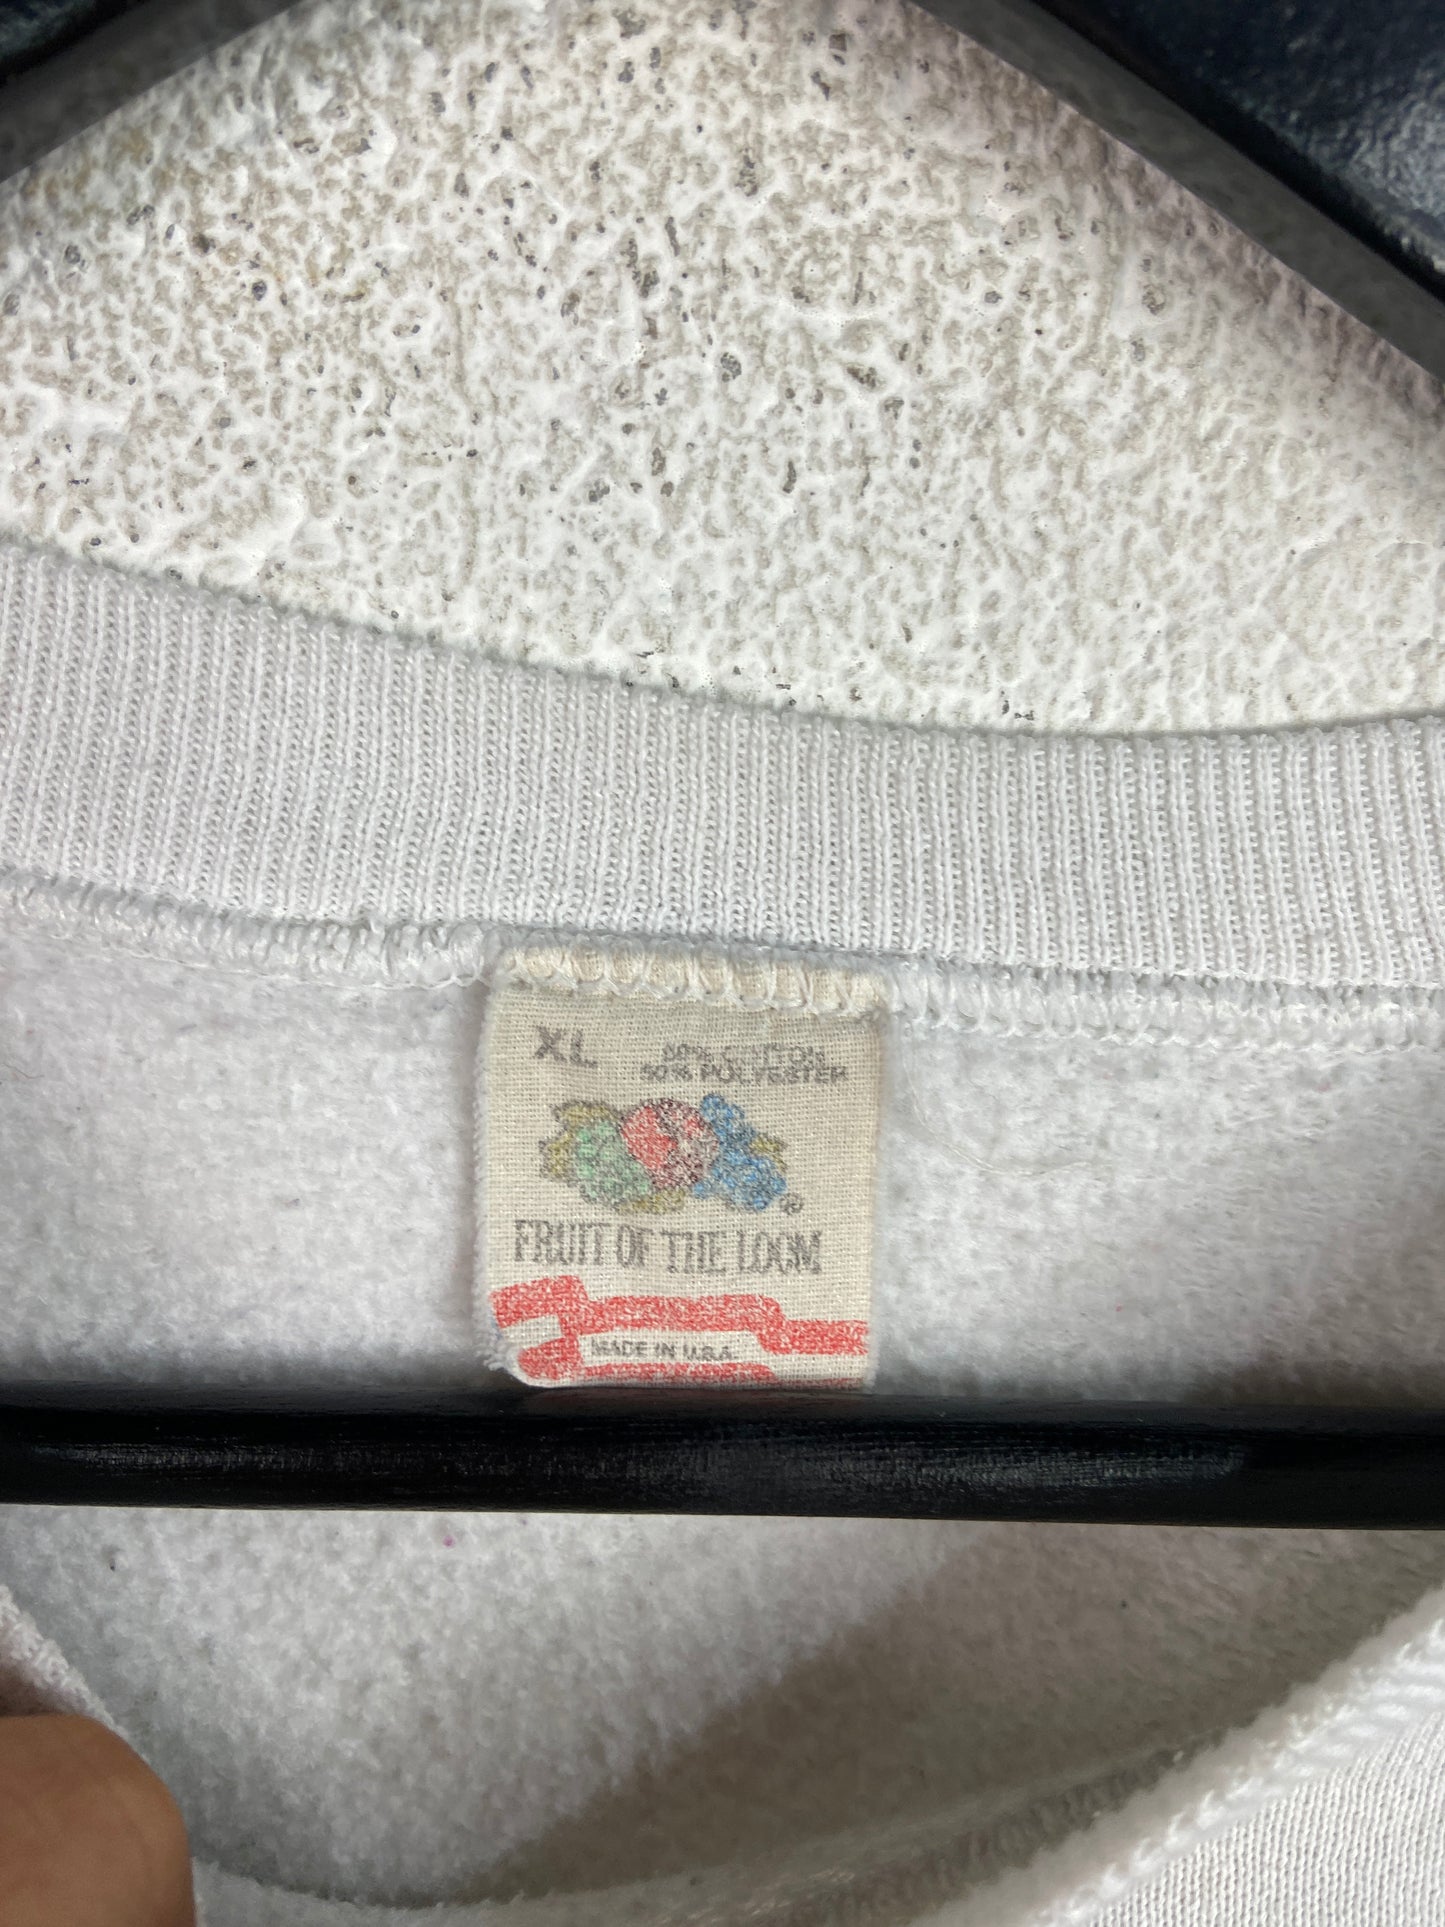 XL
50% COTTON
50% POLYESTER
®
FRUIT OF THE LOOM
MADE IN U.S.A.